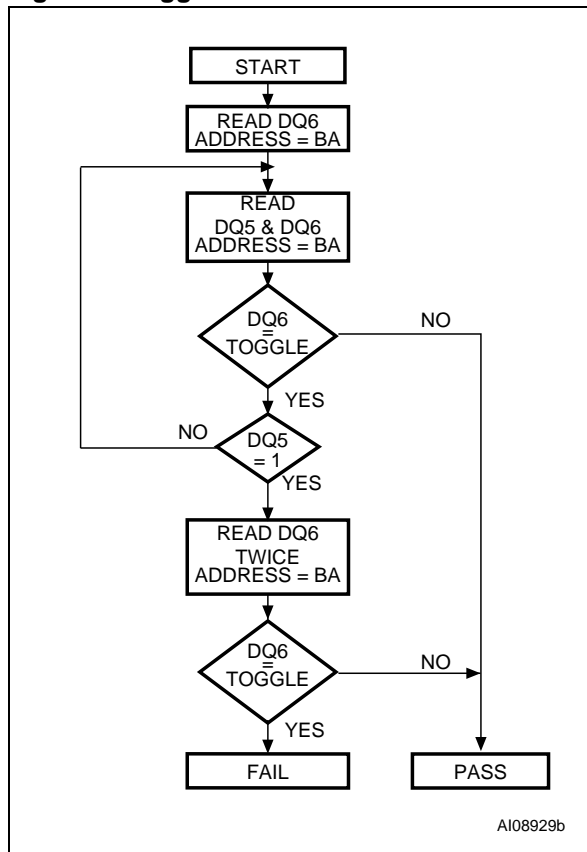 START
READ DQ6
ADDRESS = BA
READ
DQ5 & DQ6
ADDRESS = BA
DQ6
=
TOGGLE
NO
YES
NO
DQ5
= 1
YES
READ DQ6
TWICE
ADDRESS = BA
DQ6
=
TOGGLE
NO
YES
FAIL
PASS
AI08929b